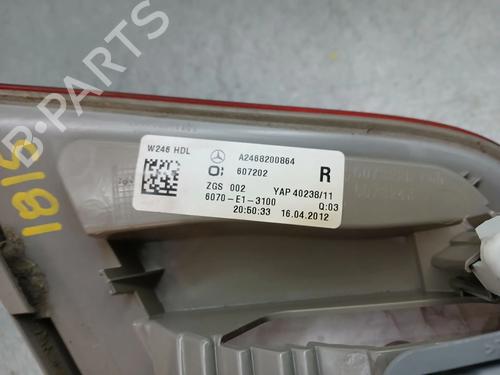 W246 HDL
A2468200864
607202
R
ZGS 002
YAP 40238/11
6070-E1-3100
Q:03
20:50:33 16.04.2012
1818
B-PARTS